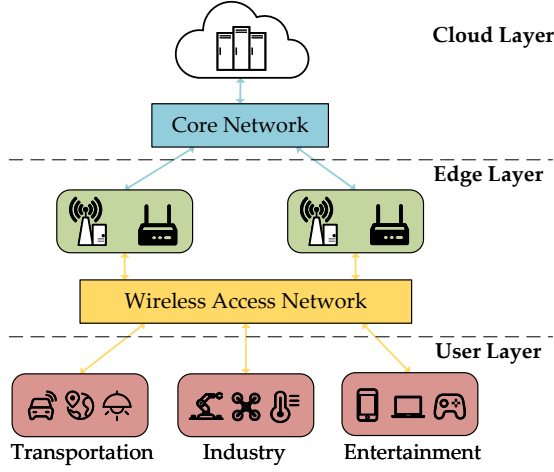 Cloud Layer
Core Network
Edge Layer
Wireless Access Network
User Layer
Transportation
Industry
Entertainment